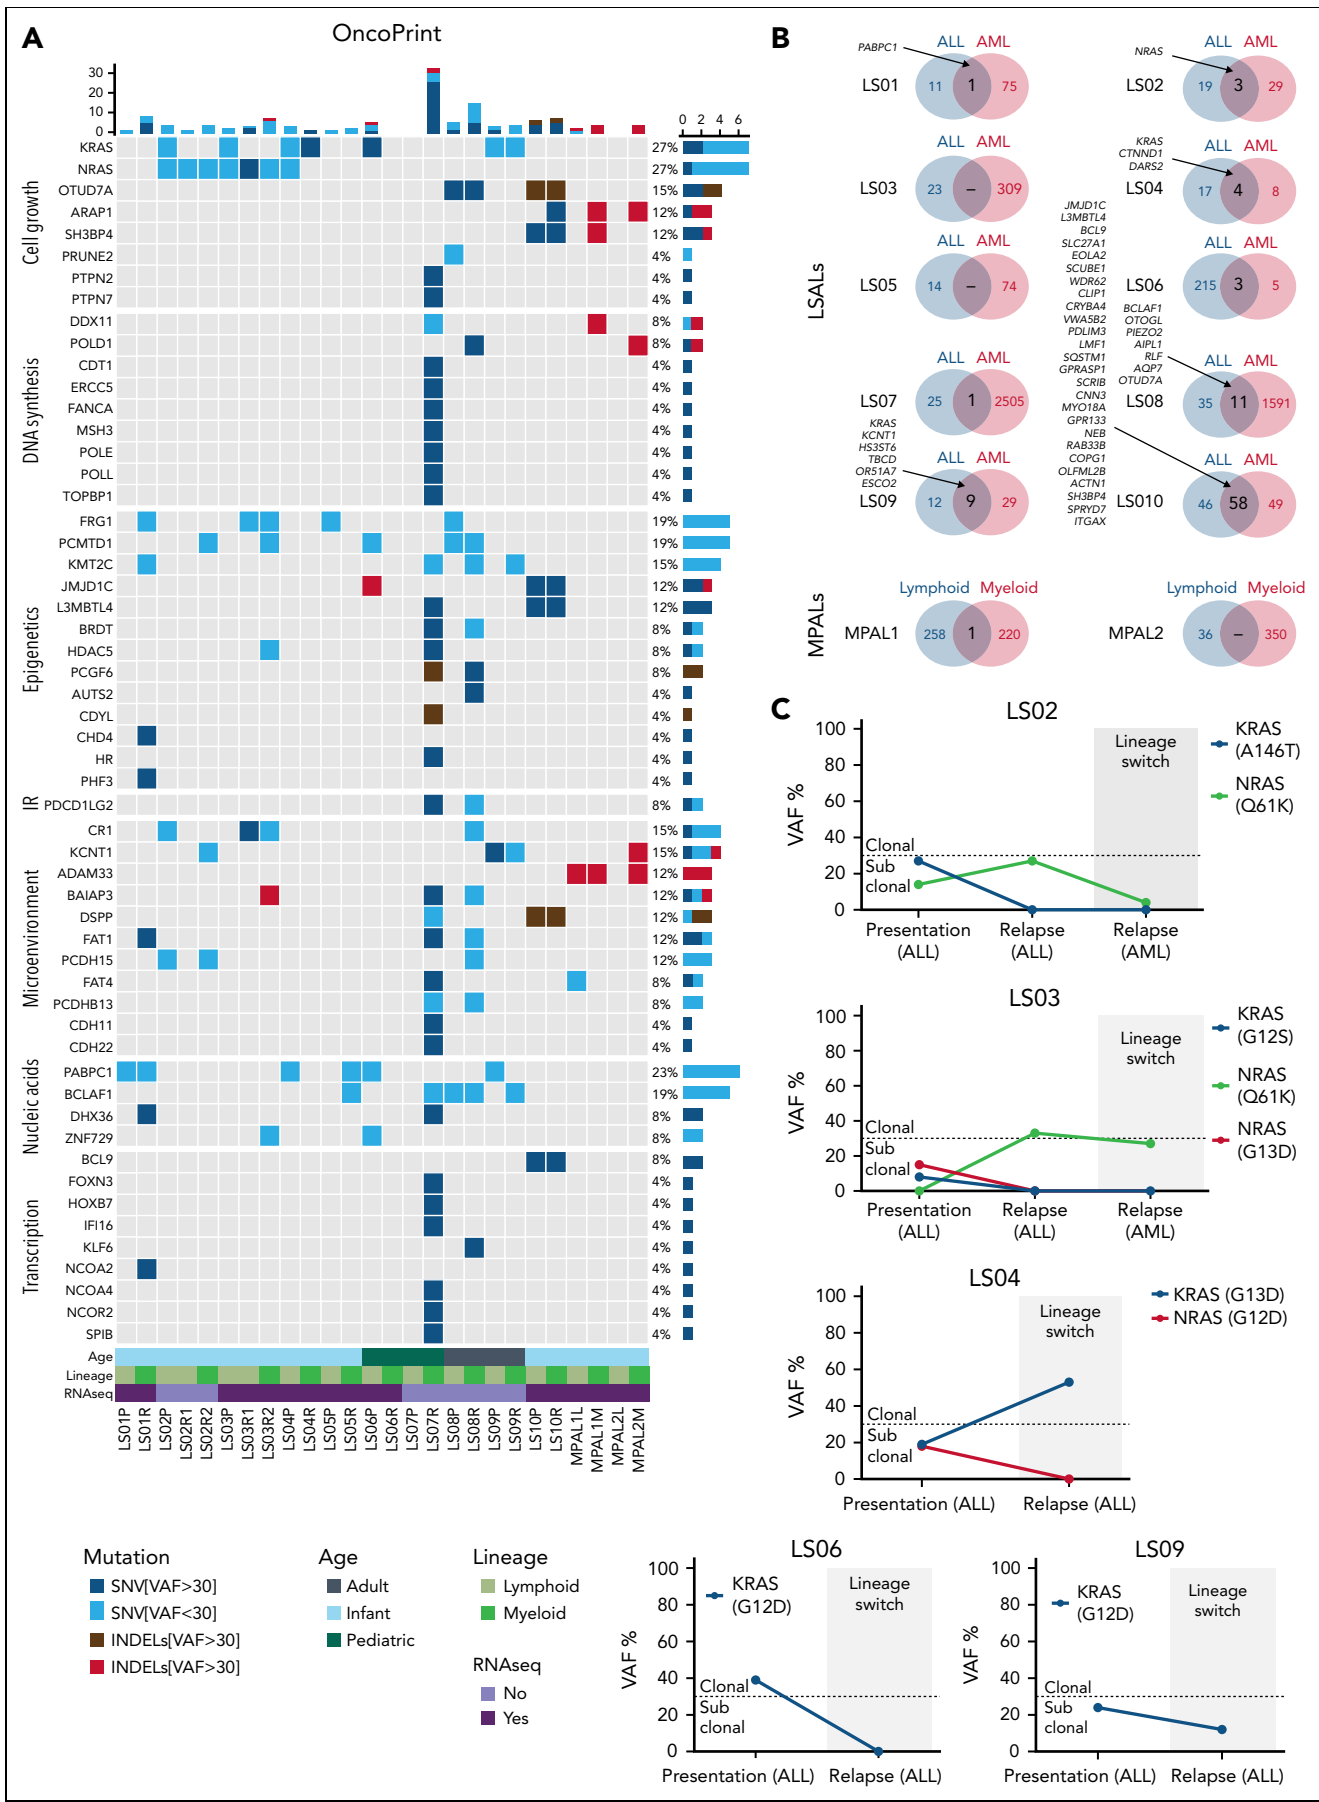 A
OncoPrint
30
20
10
0
0 2 4 6
Cell growth
KRAS 27%
NRAS 27%
OTUD7A 15%
ARAP1 12%
SH3BP4 12%
PRUNE2 4%
PTPN2 4%
PTPN7 4%
DNA synthesis
DDX11 8%
POLD1 8%
CDT1 4%
ERCC5 4%
FANCA 4%
MSH3 4%
POLE 4%
POLL 4%
TOPBP1 4%
Epigenetics
FRG1 19%
PCMTD1 19%
KMT2C 15%
JMJD1C 12%
L3MBTL4 12%
BRDT 8%
HDAC5 8%
PCGF6 8%
AUTS2 4%
CDYL 4%
CHD4 4%
HR 4%
PHF3 4%
IR
PDCD1LG2 8%
Microenvironment
CR1 15%
KCNT1 15%
ADAM33 12%
BAIAP3 12%
DSPP 12%
FAT1 12%
PCDH15 12%
FAT4 8%
PCDHB13 8%
CDH11 4%
CDH22 4%
Nucleic acids
PABPC1 23%
BCLAF1 19%
DHX36 8%
ZNF729 8%
Transcription
BCL9 8%
FOXN3 4%
HOXB7 4%
IFI16 4%
KLF6 4%
NCOA2 4%
NCOA4 4%
NCOR2 4%
SPIB 4%
Age
Lineage
RNAseq
LS01P
LS01R
LS02P
LS02R1
LS02R2
LS03P
LS03R1
LS03R2
LS04P
LS04R
LS05P
LS05R
LS06P
LS06R
LS07P
LS07R
LS08P
LS08R
LS09P
LS09R
LS10P
LS10R
MPAL1L
MPAL1M
MPAL2L
MPAL2M
Mutation
SNV[VAF>30]
SNV[VAF<30]
INDELs[VAF>30]
INDELs[VAF>30]
Age
Adult
Infant
Pediatric
Lineage
Lymphoid
Myeloid
RNAseq
No
Yes
B
LSALs
PABPC1
ALL AML
LS01 11 1 75
NRAS
ALL AML
LS02 19 3 29
LS03 23 – 309
KRAS
CTNND1
DARS2
ALL AML
LS04 17 4 8
ALL AML
LS05 14 – 74
ALL AML
LS06 215 3 5
ALL AML
LS07 25 1 2505
BCLAF1
OTOGL
PIEZO2
AIPL1
RLF
AQP7
OTUD7A
ALL AML
LS08 35 11 1591
KRAS
KCNT1
HS3ST6
TBCD
OR51A7
ESCO2
ALL AML
LS09 12 9 29
JMJD1C
L3MBTL4
BCL9
SLC27A1
EOLA2
SCUBE1
WDR62
CLIP1
CRYBA4
VWA5B2
PDLIM3
LMF1
SQSTM1
GPRASP1
SCRIB
CNN3
MYO18A
GPR133
NEB
RAB33B
COPG1
OLFML2B
ACTN1
SH3BP4
SPRYD7
ITGAX
ALL AML
LS010 46 58 49
MPALs
Lymphoid Myeloid
MPAL1 258 1 220
Lymphoid Myeloid
MPAL2 36 – 350
C
LS02
VAF %
100
80
60
40
20
0
Clonal
Sub
clonal
Lineage
switch
Presentation
(ALL)
Relapse
(ALL)
Relapse
(AML)
KRAS
(A146T)
NRAS
(Q61K)
LS03
VAF %
100
80
60
40
20
0
Clonal
Sub
clonal
Lineage
switch
Presentation
(ALL)
Relapse
(ALL)
Relapse
(AML)
KRAS
(G12S)
NRAS
(Q61K)
NRAS
(G13D)
LS04
VAF %
100
80
60
40
20
0
Clonal
Sub
clonal
Lineage
switch
Presentation (ALL) Relapse (ALL)
KRAS (G13D)
NRAS (G12D)
LS06
VAF %
100
80
60
40
20
0
KRAS
(G12D)
Lineage
switch
Clonal
Sub
clonal
Presentation (ALL) Relapse (ALL)
LS09
VAF %
100
80
60
40
20
0
KRAS
(G12D)
Lineage
switch
Clonal
Sub
clonal
Presentation (ALL) Relapse (ALL)